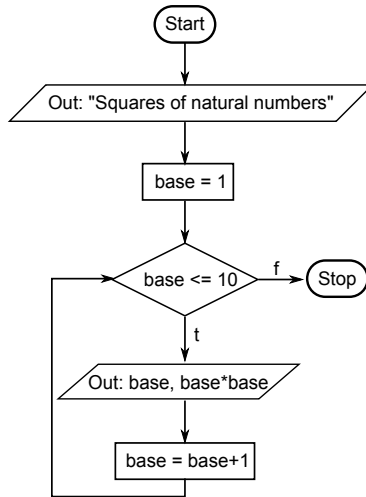 Start
Out: "Squares of natural numbers"
base = 1
base <= 10
f
Stop
t
Out: base, base*base
base = base+1